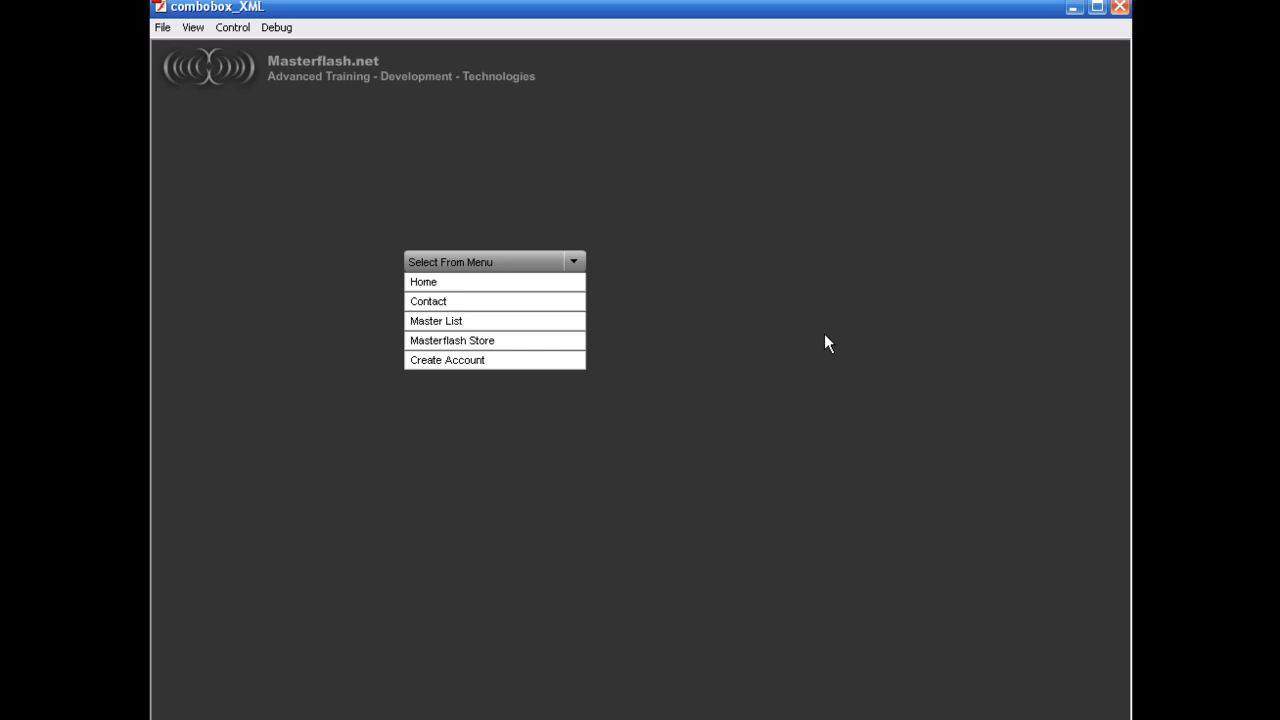 combobox_XML
File View Control Debug
Masterflash.net
Advanced Training - Development - Technologies
Select From Menu
Home
Contact
Master List
Masterflash Store
Create Account